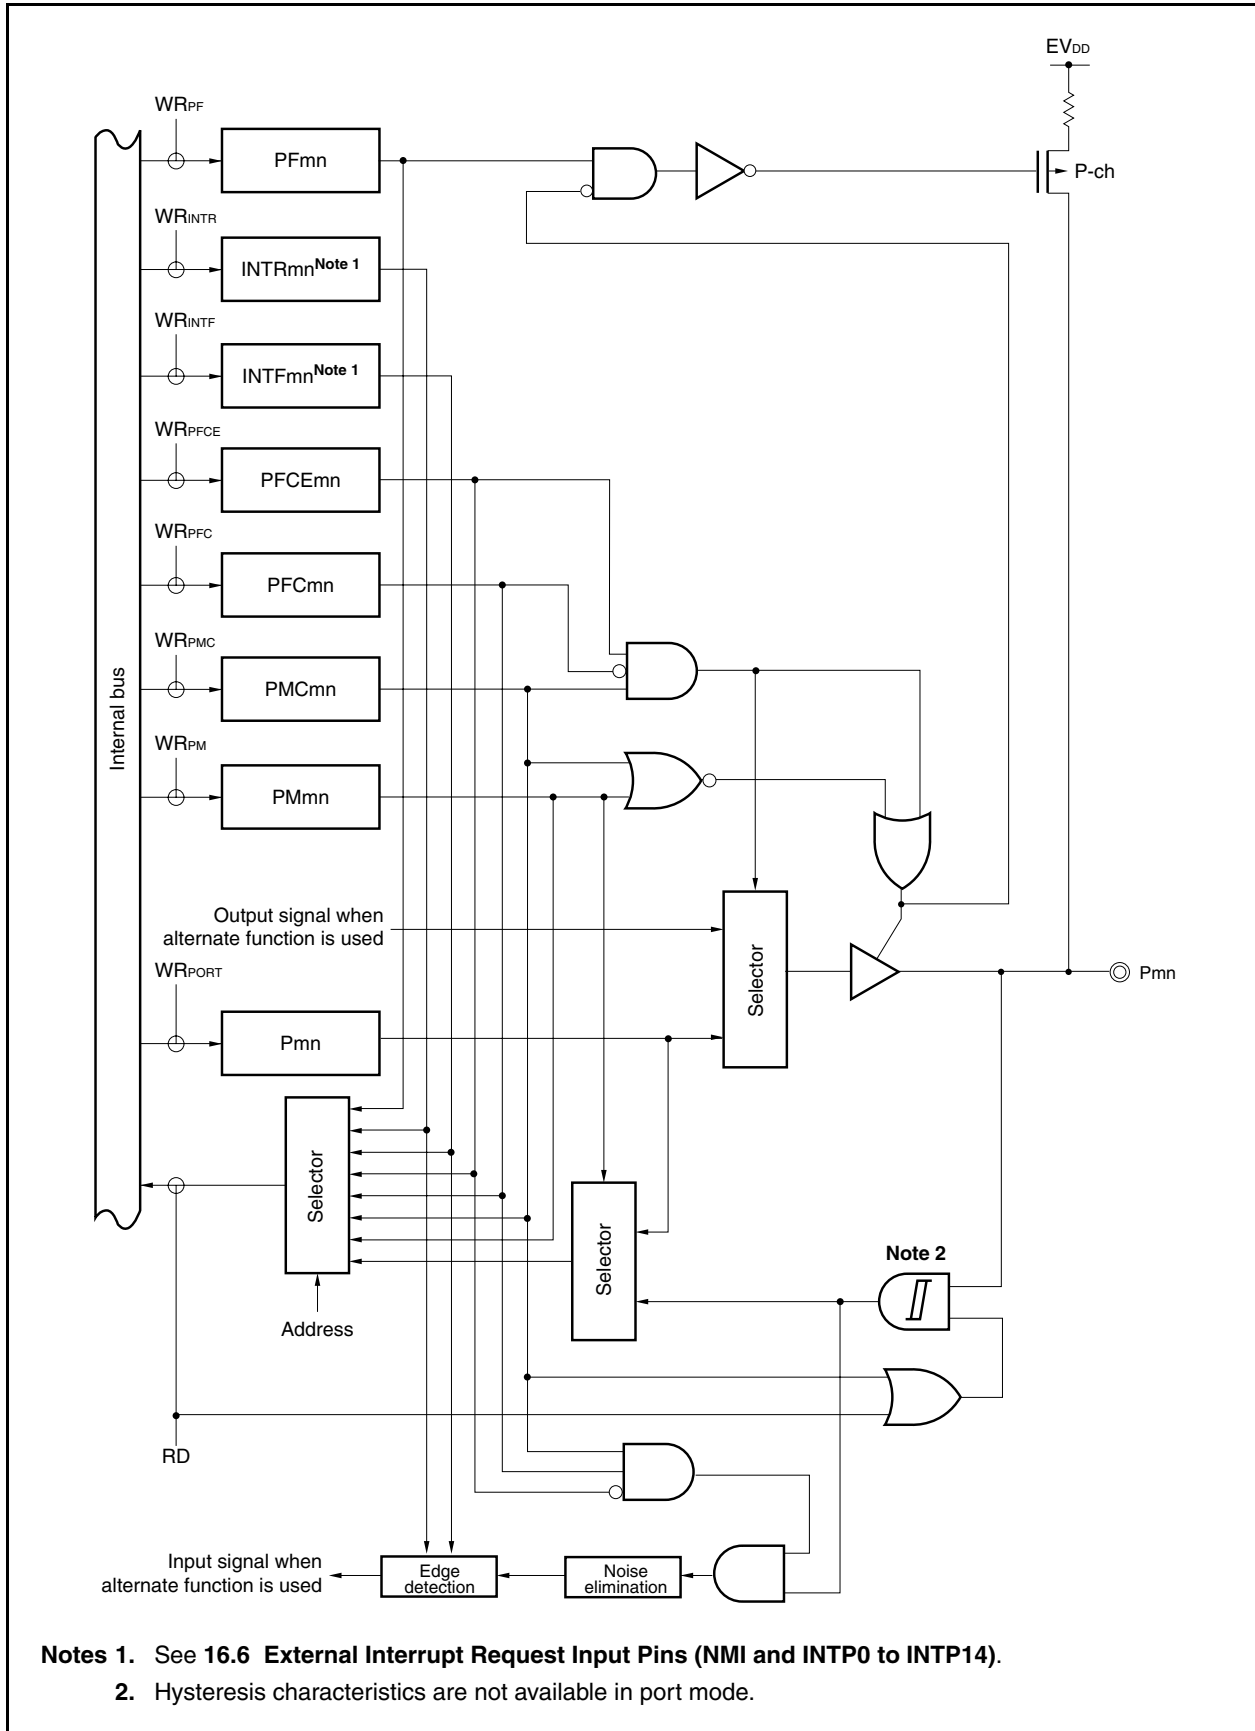 EVDD
WRPF
PFmn
P-ch
WRINTR
INTRmnNote 1
WRINTF
INTFmnNote 1
WRPFCE
PFCEmn
WRPFC
PFCmn
WRPMC
PMCmn
Internal bus
WRPM
PMmn
Output signal when
alternate function is used
Selector
WRPORT
Pmn
Pmn
Selector
Selector
Note 2
Address
RD
Input signal when
alternate function is used
Edge
detection
Noise
elimination
Notes 1. See 16.6 External Interrupt Request Input Pins (NMI and INTP0 to INTP14).
2. Hysteresis characteristics are not available in port mode.